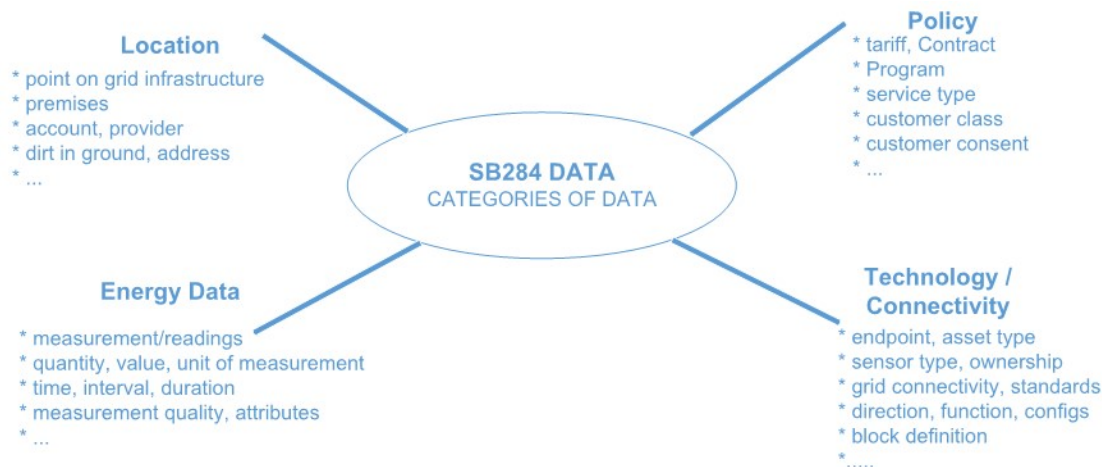 Location
* point on grid infrastructure
* premises
* account, provider
* dirt in ground, address
* ...
Policy
* tariff, Contract
* Program
* service type
* customer class
* customer consent
* ...
SB284 DATA
CATEGORIES OF DATA
Energy Data
* measurement/readings
* quantity, value, unit of measurement
* time, interval, duration
* measurement quality, attributes
* ...
Technology /
Connectivity
* endpoint, asset type
* sensor type, ownership
* grid connectivity, standards
* direction, function, configs
* block definition
*.....